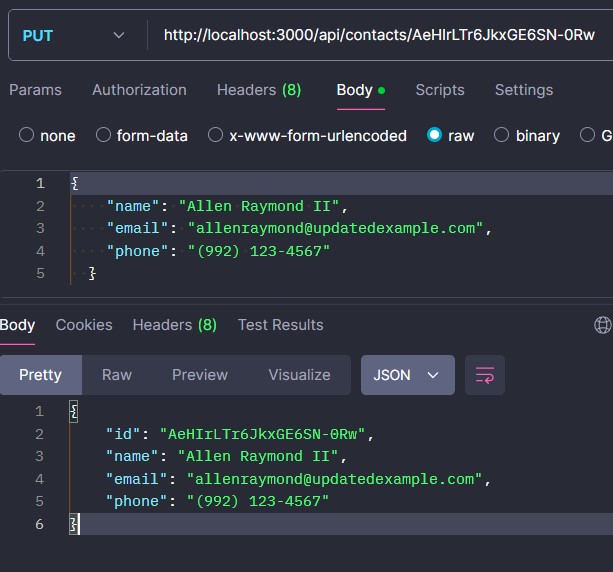 PUT http://localhost:3000/api/contacts/AeHIrLTr6JkxGE6SN-0Rw
Params Authorization Headers (8) Body Scripts Settings
none form-data x-www-form-urlencoded raw binary G
1 {
2 "name": "Allen Raymond II",
3 "email": "allenraymond@updatedexample.com",
4 "phone": "(992) 123-4567"
5 }
Body Cookies Headers (8) Test Results
Pretty Raw Preview Visualize JSON
1 {
2 "id": "AeHIrLTr6JkxGE6SN-0Rw",
3 "name": "Allen Raymond II",
4 "email": "allenraymond@updatedexample.com",
5 "phone": "(992) 123-4567"
6 }